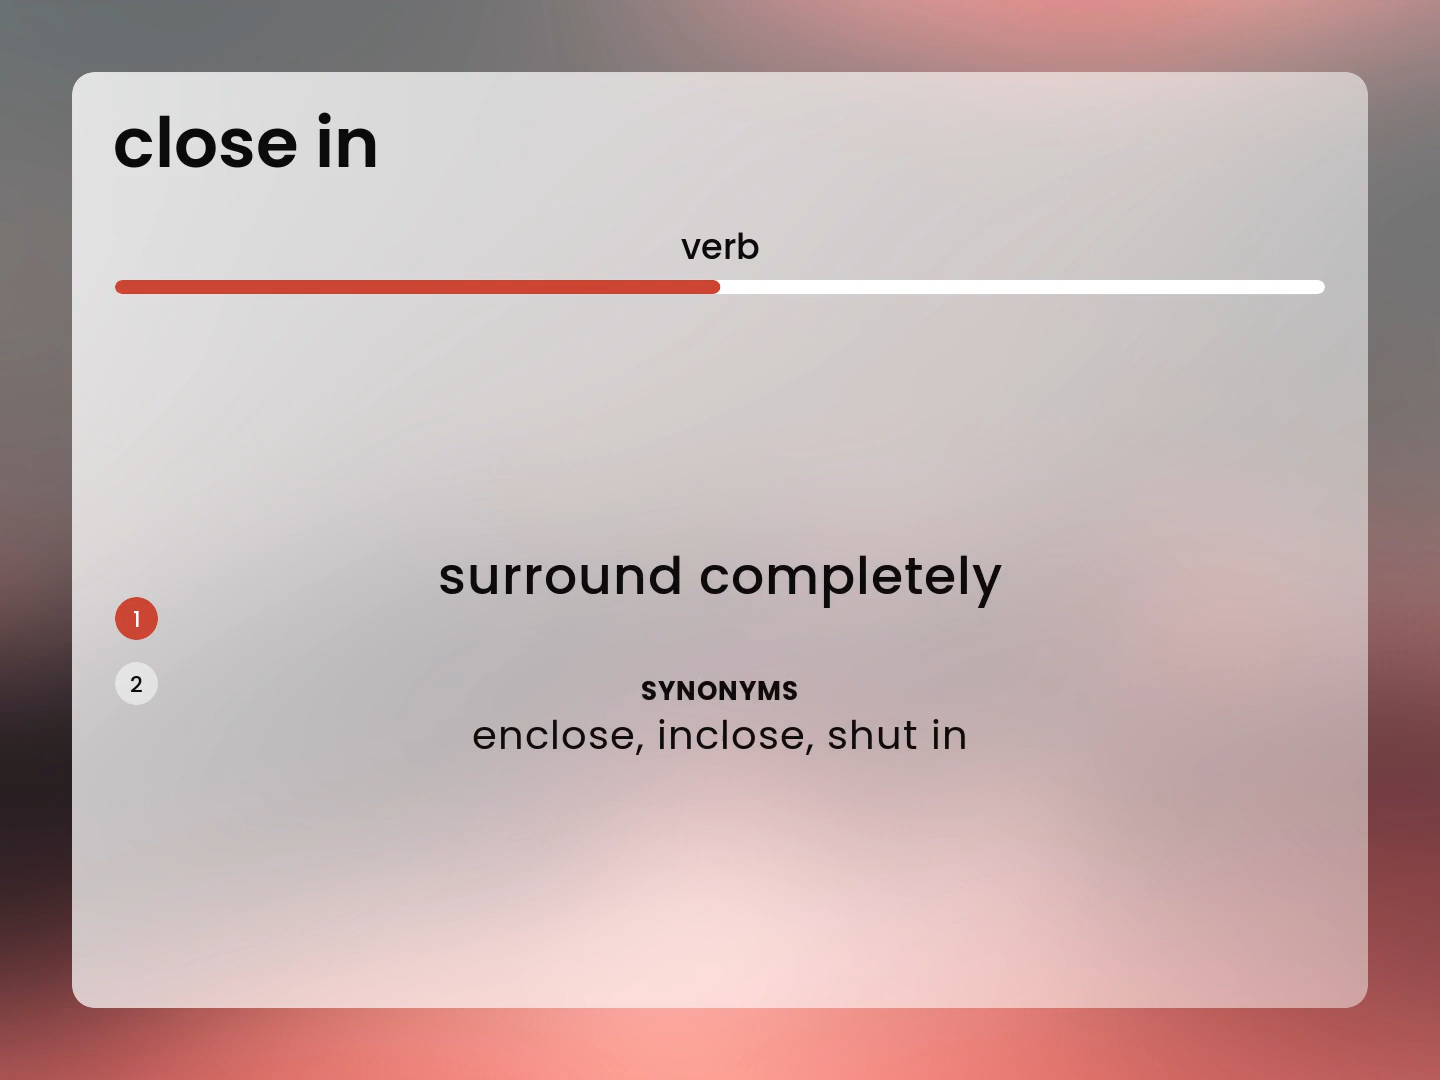 close in
verb
surround completely
1
2
SYNONYMS
enclose, inclose, shut in